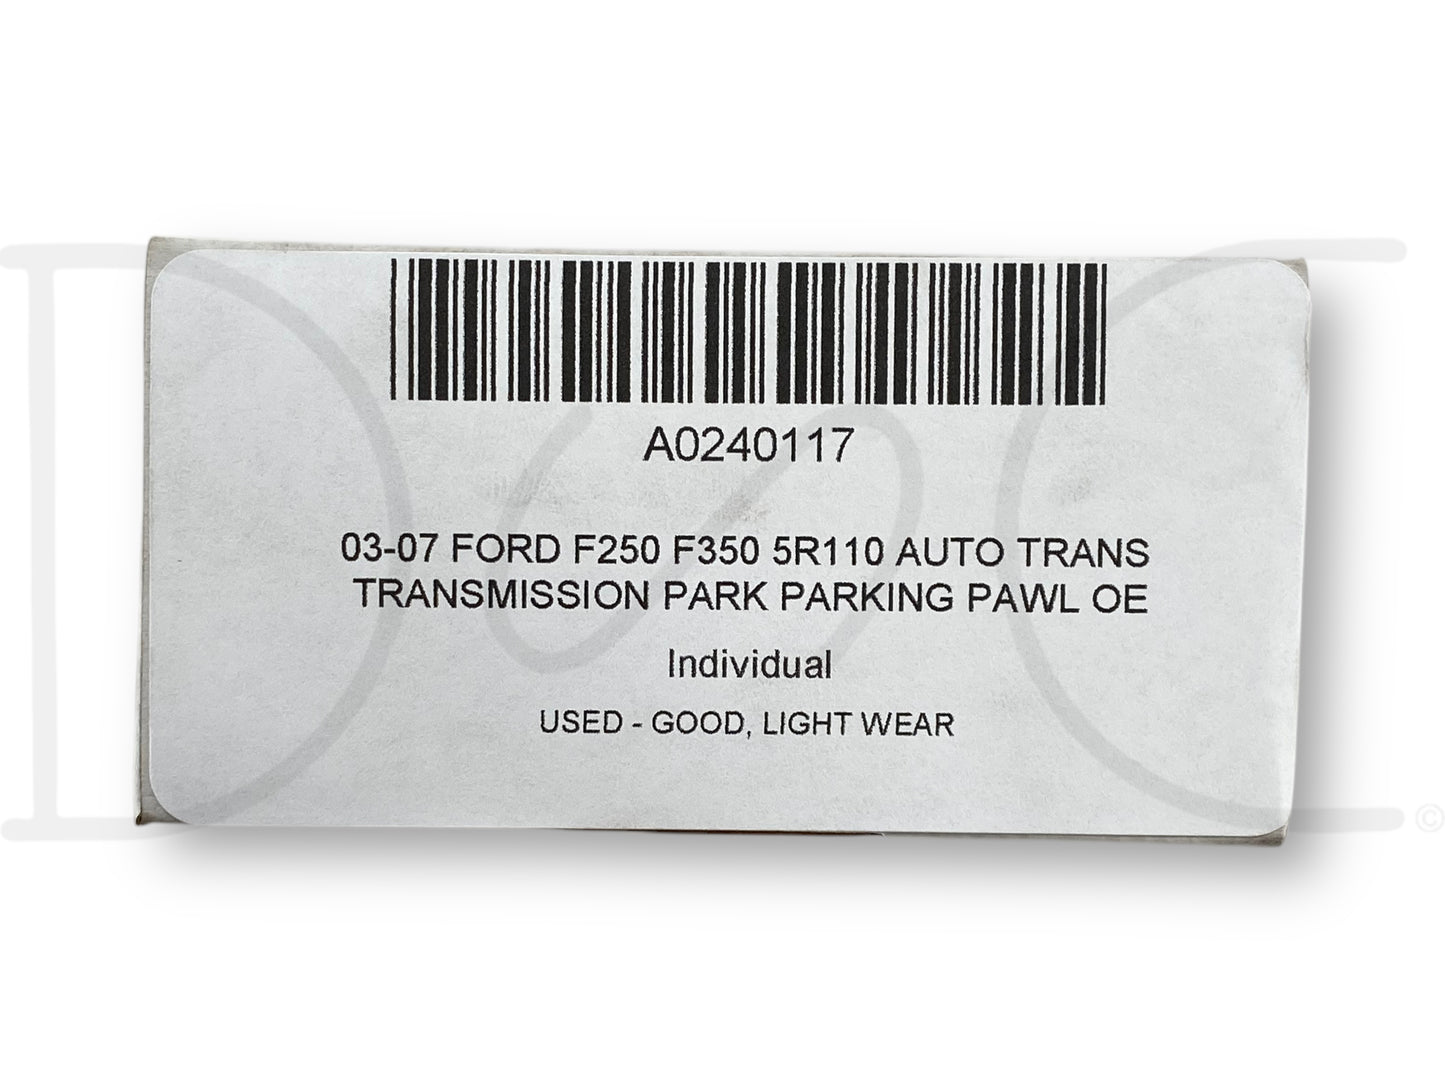 A0240117
03-07 FORD F250 F350 5R110 AUTO TRANS
TRANSMISSION PARK PARKING PAWL OE
Individual
USED - GOOD, LIGHT WEAR
DSC
©